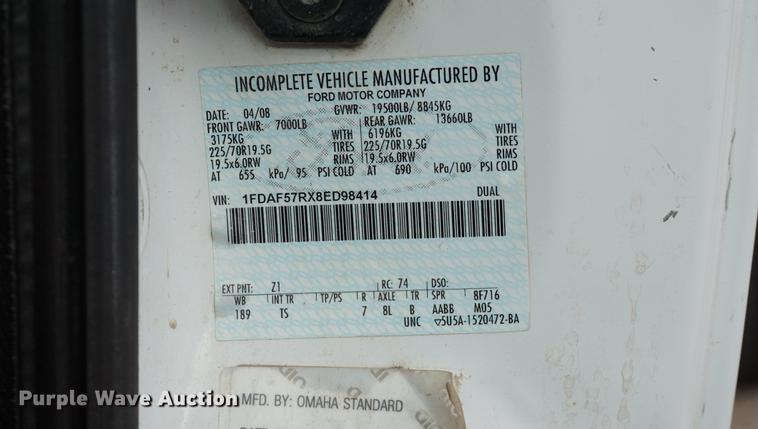 INCOMPLETE VEHICLE MANUFACTURED BY
FORD MOTOR COMPANY
DATE: 04/08 GVWR: 19500LB/ 8845KG
FRONT GAWR: 7000LB REAR GAWR: 13660LB
3175KG WITH 6196KG WITH
225/70R19.5G TIRES 225/70R19.5G TIRES
19.5x6.0RW RIMS 19.5x6.0RW RIMS
AT 655 kPa/ 95 PSI COLD AT 690 kPa/100 PSI COLD
VIN: 1FDAF57RX8ED98414 DUAL
EXT PNT: Z1 RC: 74 DSO:
WB INT TR TP/PS R AXLE TR SPR 8F716
189 TS 7 8L B AABB M05
UNC ▽5U5A-1520472-BA
MFG. BY: OMAHA STANDARD
Purple Wave Auction